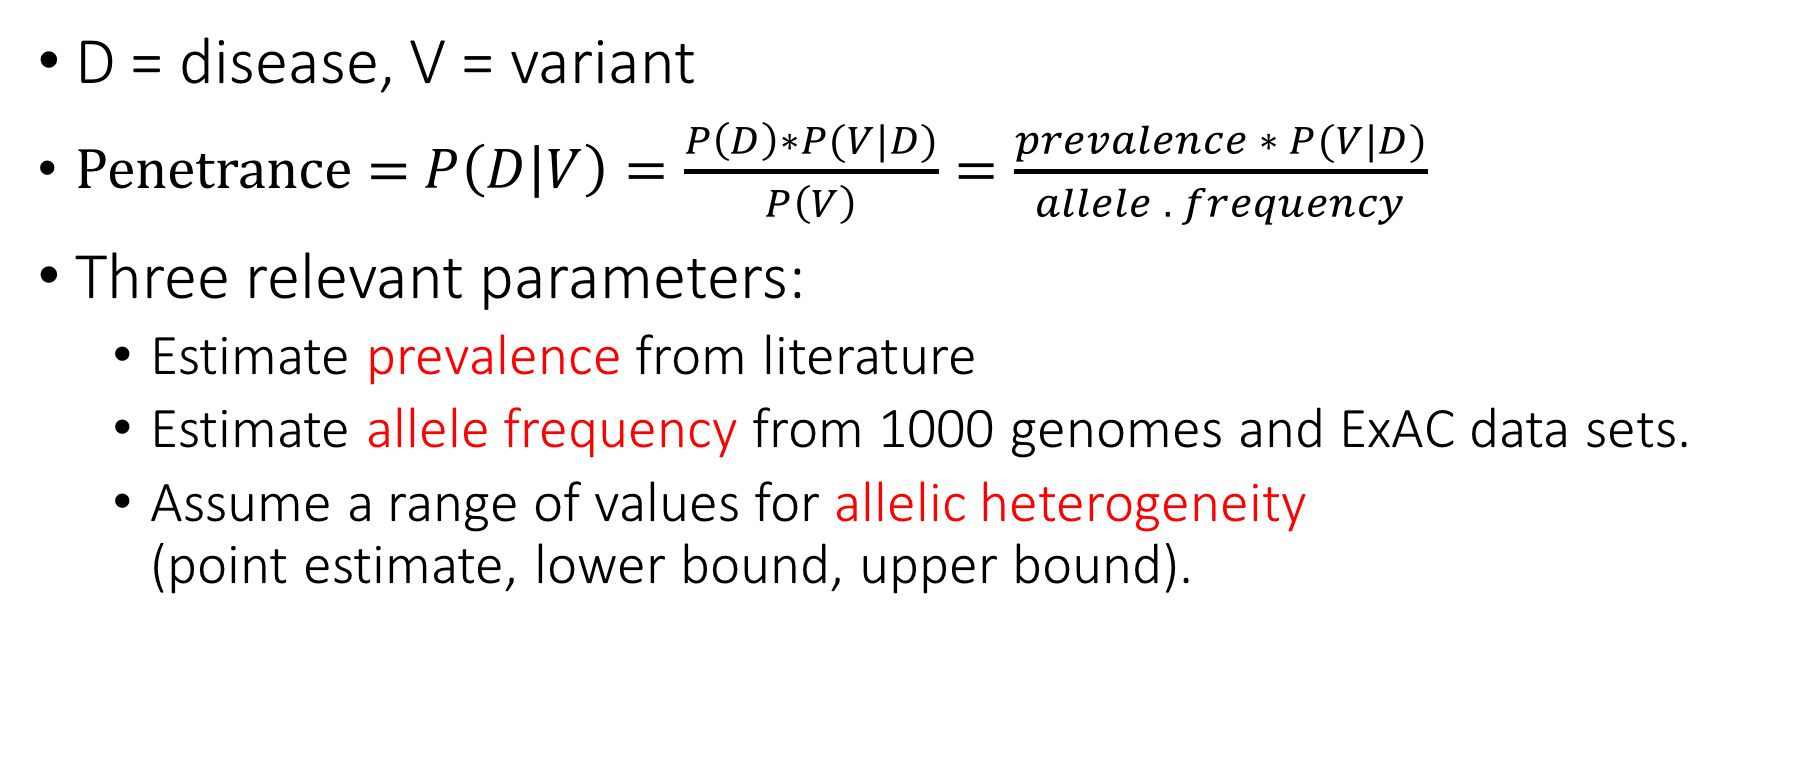 • D = disease, V = variant
• Penetrance = P(D|V) = P(D)*P(V|D) / P(V) = prevalence * P(V|D) / allele . frequency
• Three relevant parameters:
• Estimate prevalence from literature
• Estimate allele frequency from 1000 genomes and ExAC data sets.
• Assume a range of values for allelic heterogeneity
(point estimate, lower bound, upper bound).